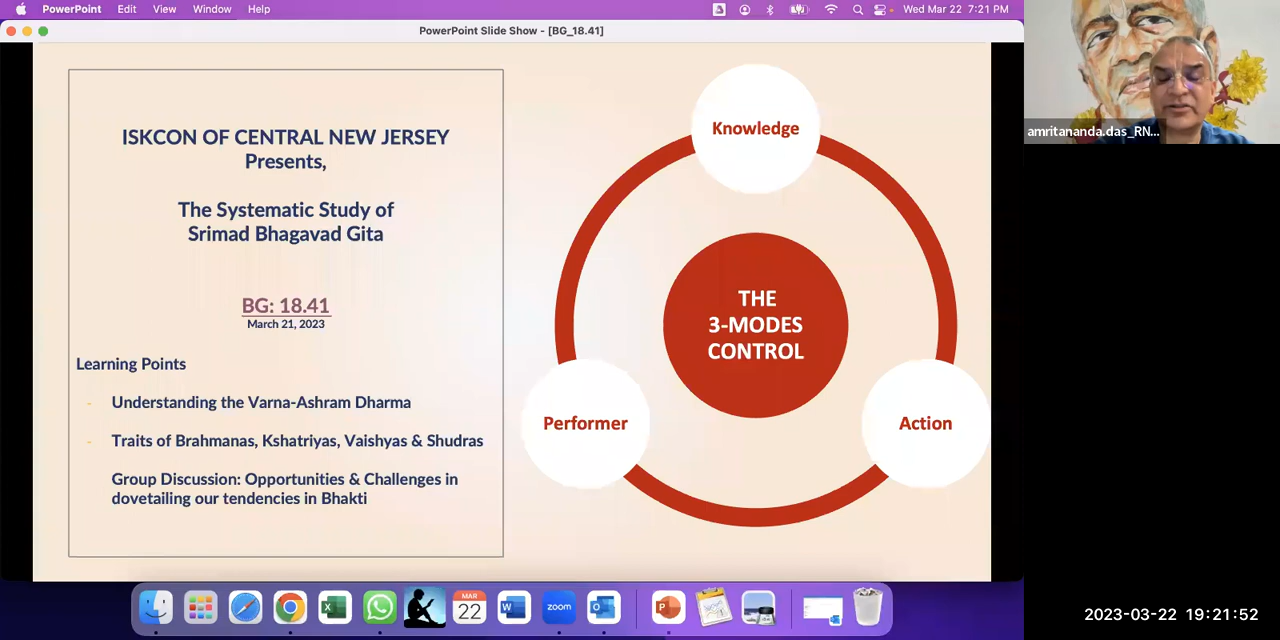 PowerPoint Edit View Window Help
Wed Mar 22 7:21 PM
PowerPoint Slide Show - [BG_18.41]
ISKCON OF CENTRAL NEW JERSEY
Presents,
The Systematic Study of
Srimad Bhagavad Gita
BG: 18.41
March 21, 2023
Learning Points
- Understanding the Varna-Ashram Dharma
- Traits of Brahmanas, Kshatriyas, Vaishyas & Shudras
Group Discussion: Opportunities & Challenges in
dovetailing our tendencies in Bhakti
Knowledge
THE
3-MODES
CONTROL
Performer
Action
amritananda.das_RN...
MAR
22
zoom
2023-03-22 19:21:52